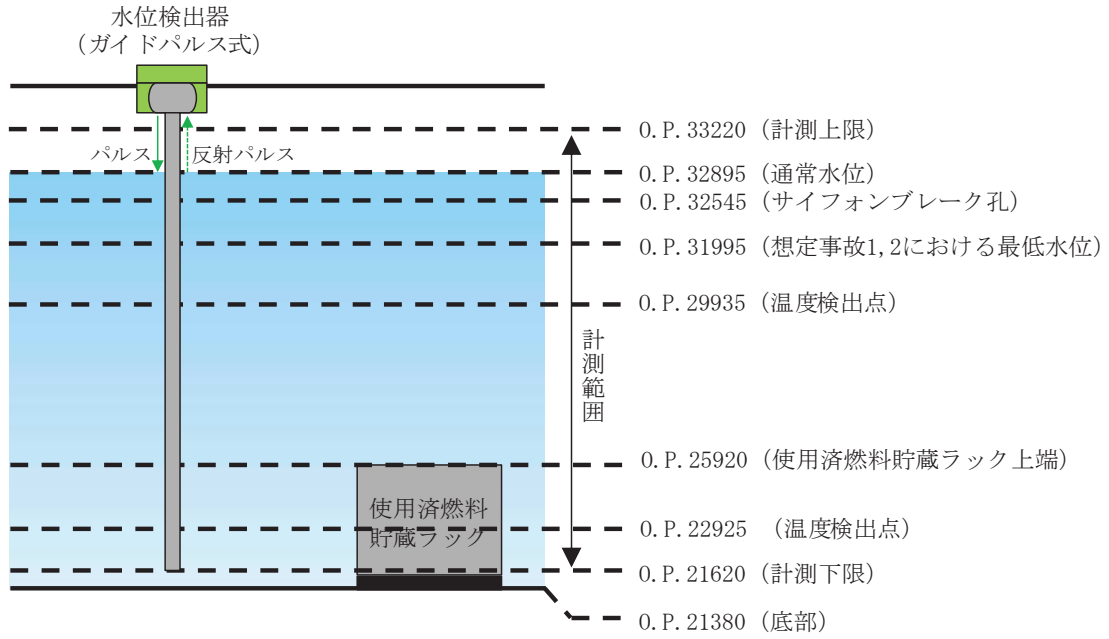 水位検出器
(ガイドパルス式)
O.P.33220 (計測上限)
パルス
反射パルス
O.P.32895 (通常水位)
O.P.32545 (サイフォンブレーク孔)
O.P.31995 (想定事故1,2における最低水位)
O.P.29935 (温度検出点)
計測範囲
O.P.25920 (使用済燃料貯蔵ラック上端)
使用済燃料
貯蔵ラック
O.P.22925 (温度検出点)
O.P.21620 (計測下限)
O.P.21380 (底部)